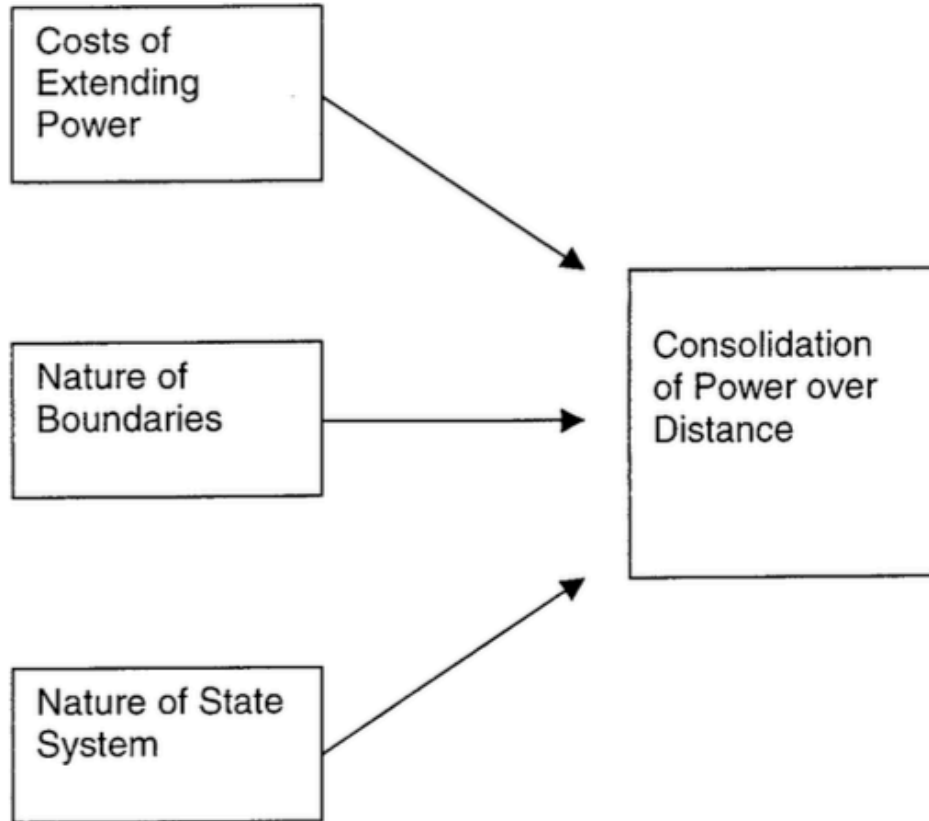 Costs of
Extending
Power
Nature of
Boundaries
Consolidation
of Power over
Distance
Nature of State
System